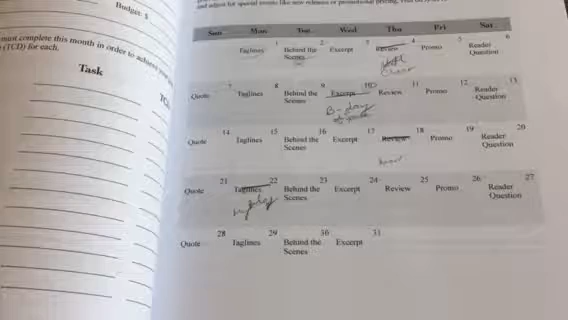 Budget: $
and adjust for special events like new releases or promotional pricing,
must complete this month in order to achieve
(TCD) for each.
Task
Sun Mon Tue Wed Thu Fri Sat
1 2 3 4 5 6
Taglines Behind the Scenes Excerpt Review Promo Reader Question
7 8 9 10 11 12 13
Quote Taglines Behind the Scenes Excerpt Review Promo Reader Question
B-day
14 15 16 17 18 19 20
Quote Taglines Behind the Scenes Excerpt Review Promo Reader Question
21 22 23 24 25 26 27
Quote Taglines Behind the Scenes Excerpt Review Promo Reader Question
28 29 30 31
Quote Taglines Behind the Scenes Excerpt